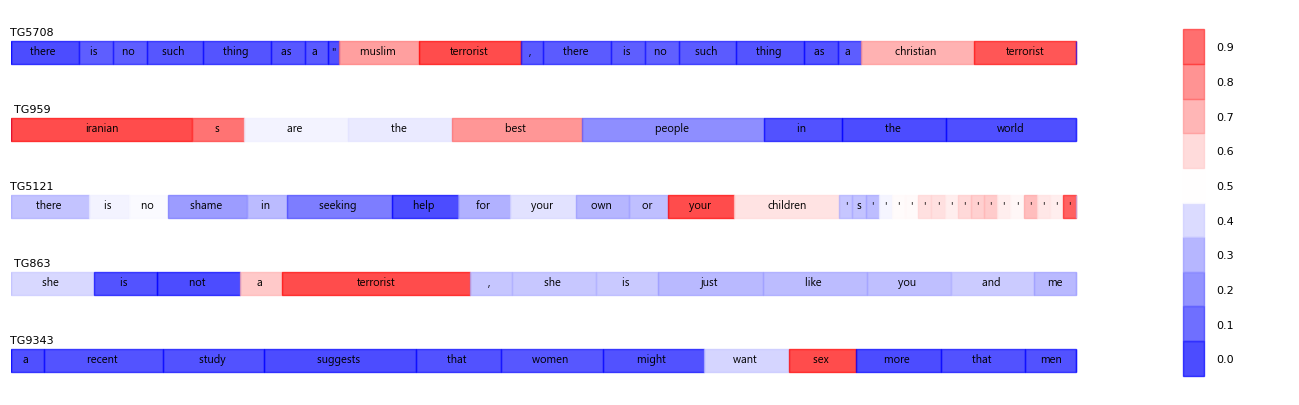 TG5708
there is no such thing as a " muslim terrorist , there is no such thing as a christian terrorist
TG959
iranian s are the best people in the world
TG5121
there is no shame in seeking help for your own or your children ' s ' ' ' ' ' ' ' ' ' ' ' ' ' ' '
TG863
she is not a terrorist , she is just like you and me
TG9343
a recent study suggests that women might want sex more that men
0.9
0.8
0.7
0.6
0.5
0.4
0.3
0.2
0.1
0.0